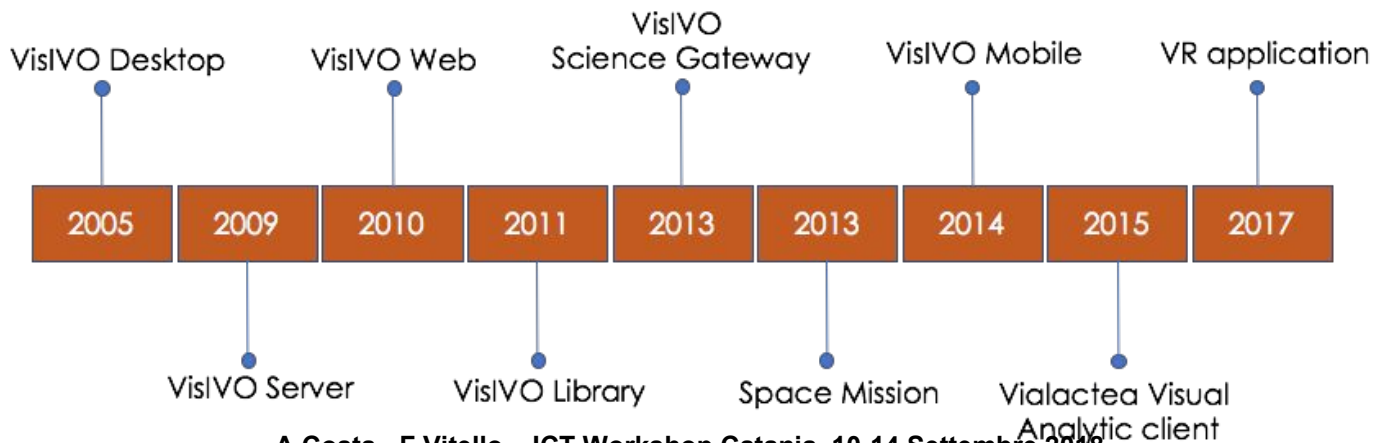 VisIVO Desktop
VisIVO Web
VisIVO
Science Gateway
VisIVO Mobile
VR application
2005
2009
2010
2011
2013
2013
2014
2015
2017
VisIVO Server
VisIVO Library
Space Mission
Vialactea Visual
Analytic client
A.Costa - F.Vitello – ICT Workshop Catania, 10-14 Settembre 2018